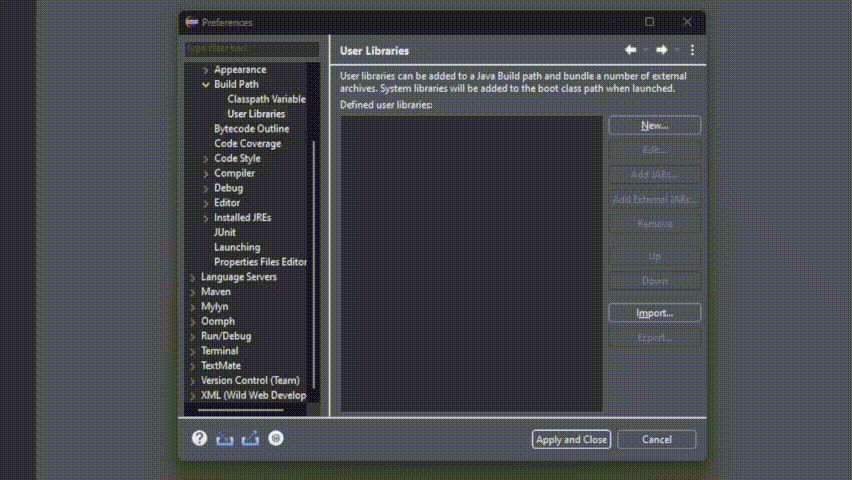 Preferences
type filter text
User Libraries
Appearance
Build Path
Classpath Variable
User Libraries
Bytecode Outline
Code Coverage
Code Style
Compiler
Debug
Editor
Installed JREs
JUnit
Launching
Properties Files Editor
Language Servers
Maven
Mylyn
Oomph
Run/Debug
Terminal
TextMate
Version Control (Team)
XML (Wild Web Develop
User libraries can be added to a Java Build path and bundle a number of external
archives. System libraries will be added to the boot class path when launched.
Defined user libraries:
New...
Edit...
Add JARs...
Add External JARs...
Remove
Up
Down
Import...
Export...
Apply and Close
Cancel